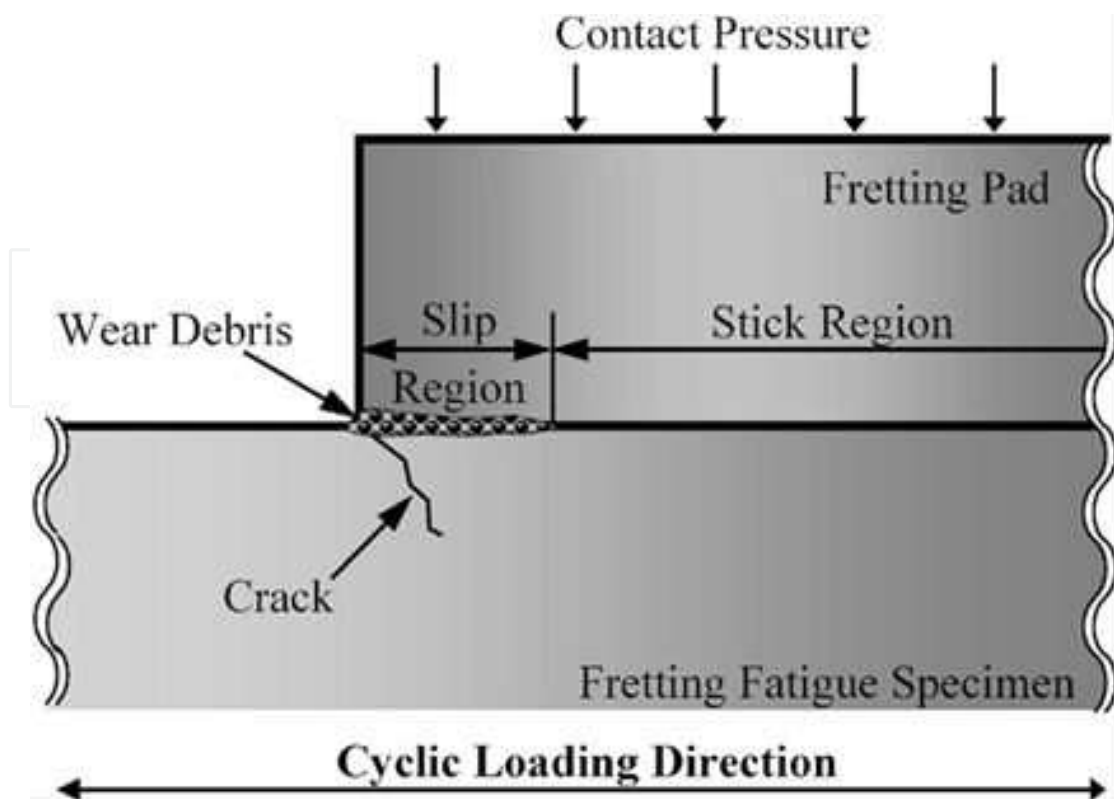 Contact Pressure
Fretting Pad
Wear Debris
Slip
Region
Stick Region
Crack
Fretting Fatigue Specimen
Cyclic Loading Direction